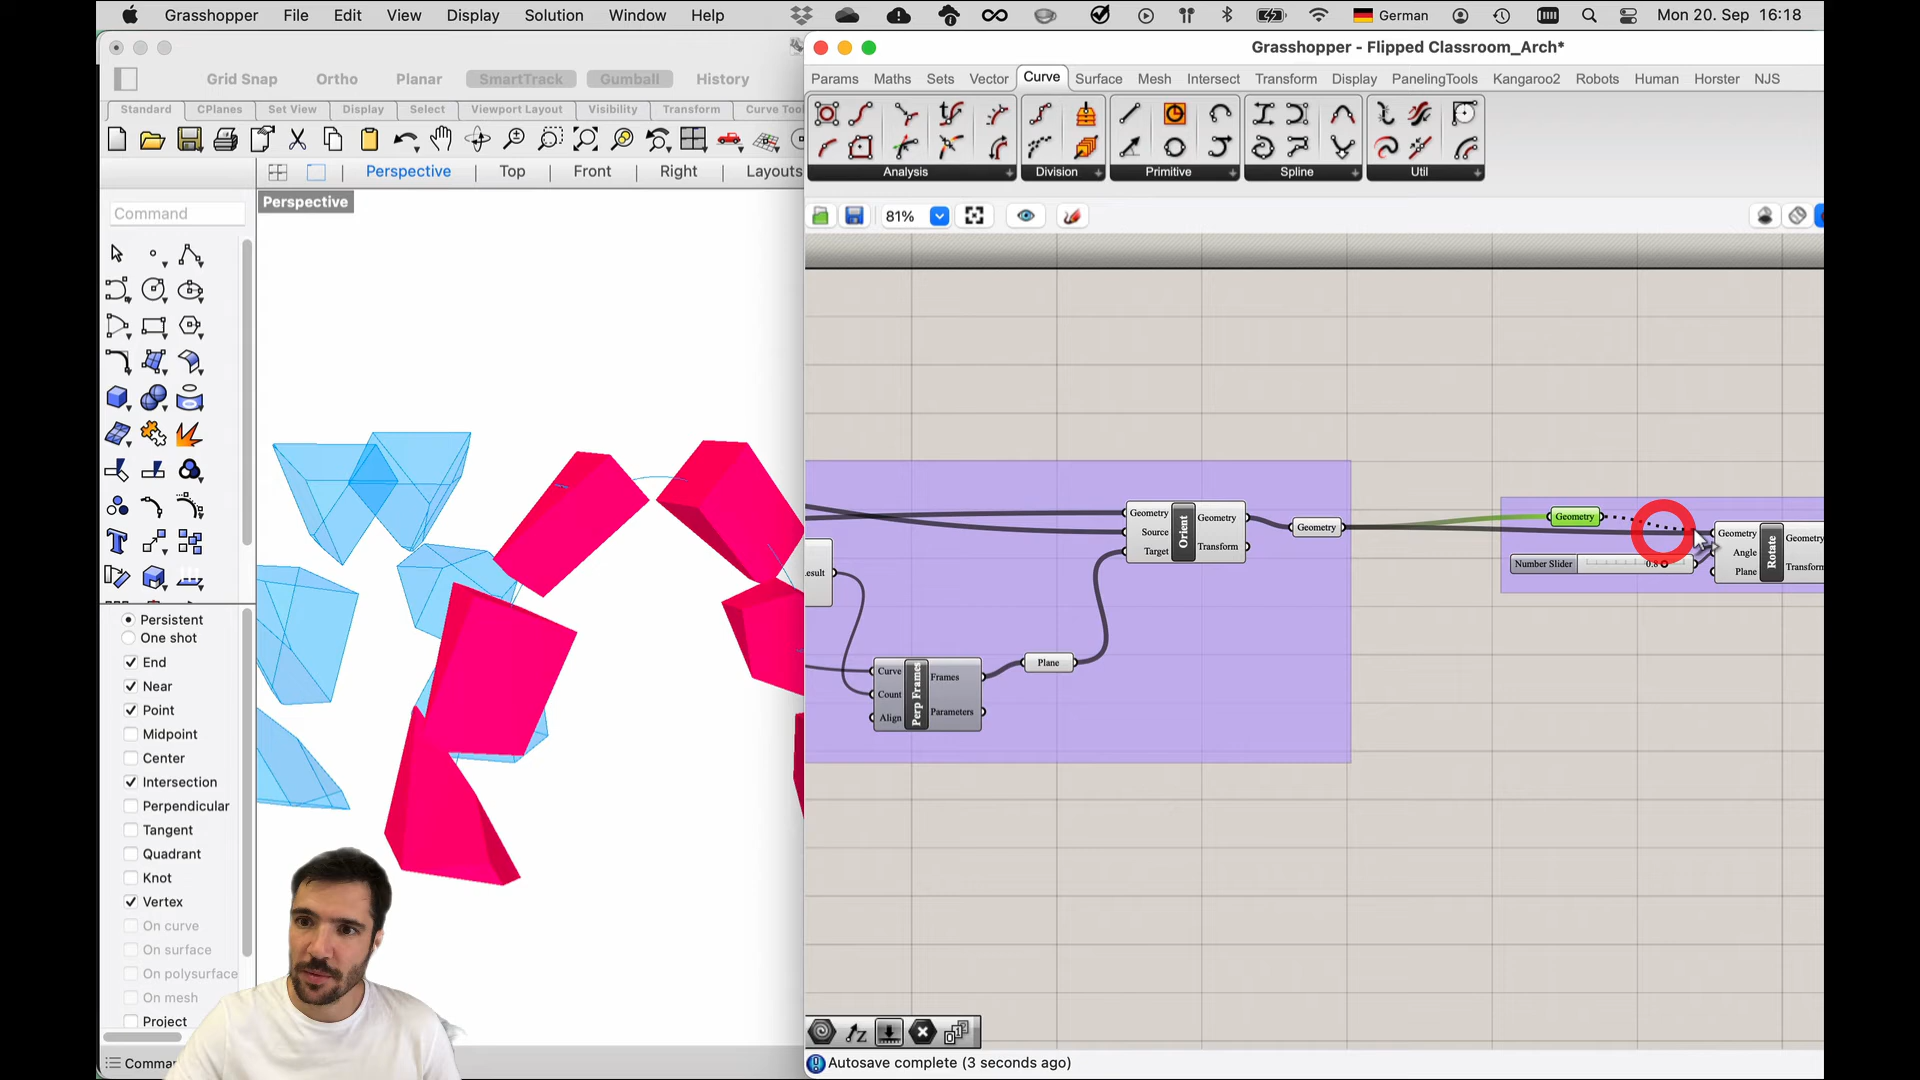 Grasshopper File Edit View Display Solution Window Help German Mon 20. Sep 16:18
Grasshopper - Flipped Classroom_Arch*
Grid Snap Ortho Planar SmartTrack Gumball History
Params Maths Sets Vector Curve Surface Mesh Intersect Transform Display PanelingTools Kangaroo2 Robots Human Horster NJS
Standard CPlanes Set View Display Select Viewport Layout Visibility Transform Curve Too
Analysis Division Primitive Spline Util
Perspective Top Front Right Layouts
Perspective
Command
81%
Geometry
Source
Target
Orient
Geometry
Transform
Geometry
Geometry
Number Slider 0.8
Geometry
Angle
Plane
Rotate
Geometry
Transform
esult
Curve
Count
Align
Perp Frames
Frames
Parameters
Plane
Persistent
One shot
End
Near
Point
Midpoint
Center
Intersection
Perpendicular
Tangent
Quadrant
Knot
Vertex
On curve
On surface
On polysurface
On mesh
Project
Comma
Autosave complete (3 seconds ago)